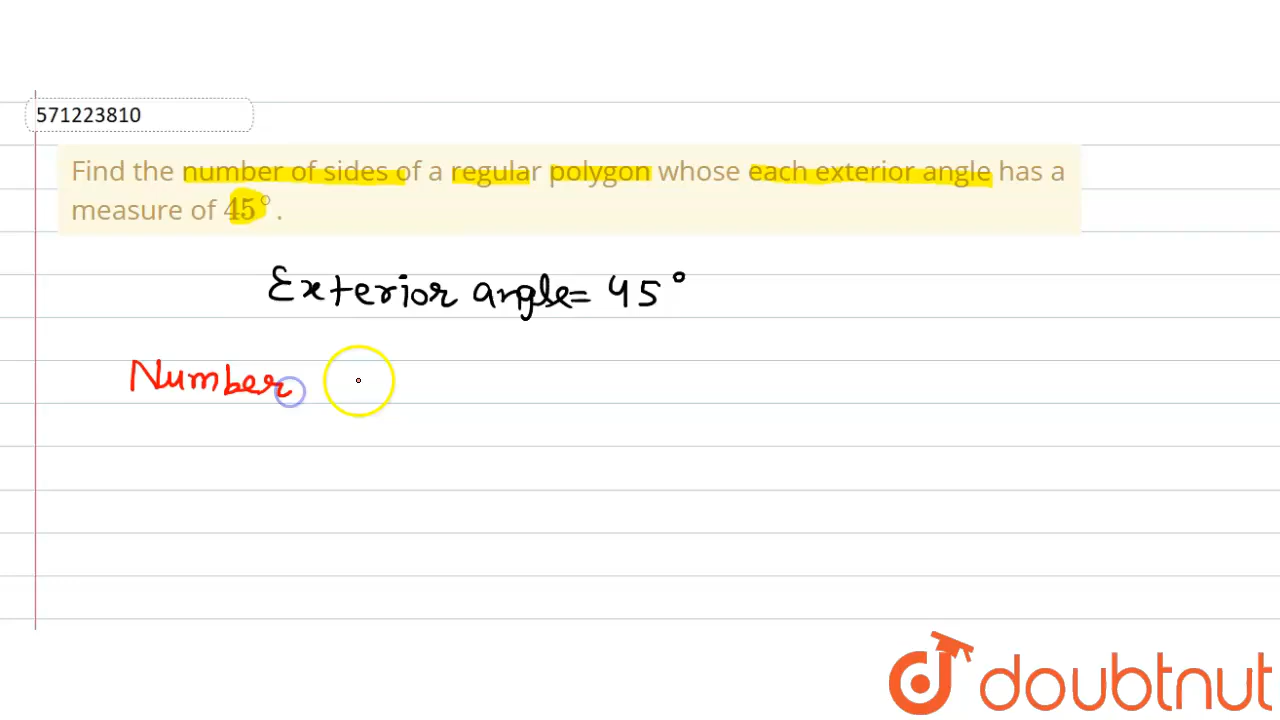 571223810
Find the number of sides of a regular polygon whose each exterior angle has a
measure of 45°.
Exterior angle = 45°
Number
doubtnut